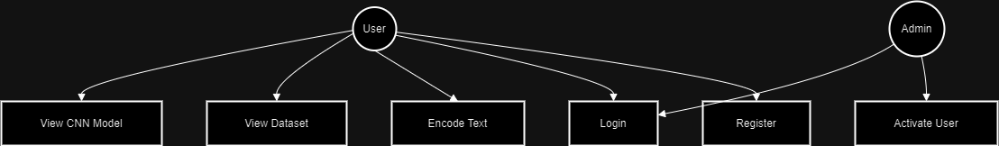 User
Admin
View CNN Model
View Dataset
Encode Text
Login
Register
Activate User